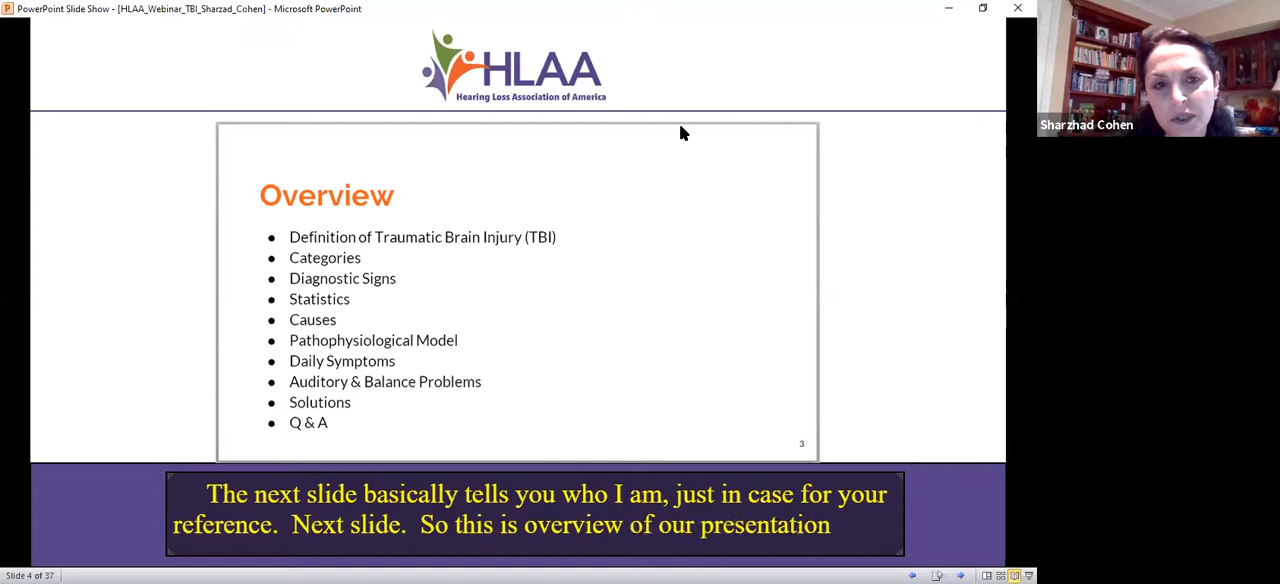 PowerPoint Slide Show - [HLAA_Webinar_TBI_Sharzad_Cohen] - Microsoft PowerPoint
HLAA
Hearing Loss Association of America
Sharzhad Cohen
Overview
● Definition of Traumatic Brain Injury (TBI)
● Categories
● Diagnostic Signs
● Statistics
● Causes
● Pathophysiological Model
● Daily Symptoms
● Auditory & Balance Problems
● Solutions
● Q & A
3
The next slide basically tells you who I am, just in case for your
reference. Next slide. So this is overview of our presentation
Slide 4 of 37